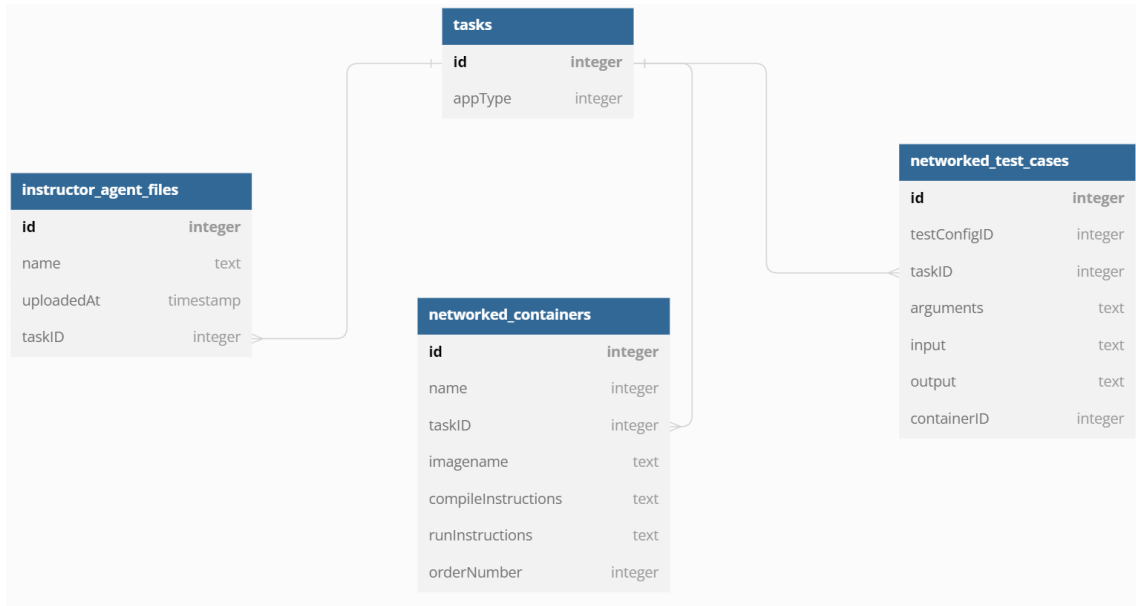 tasks
id integer
appType integer
instructor_agent_files
id integer
name text
uploadedAt timestamp
taskID integer
networked_containers
id integer
name integer
taskID integer
imagename text
compileInstructions text
runInstructions text
orderNumber integer
networked_test_cases
id integer
testConfigID integer
taskID integer
arguments text
input text
output text
containerID integer